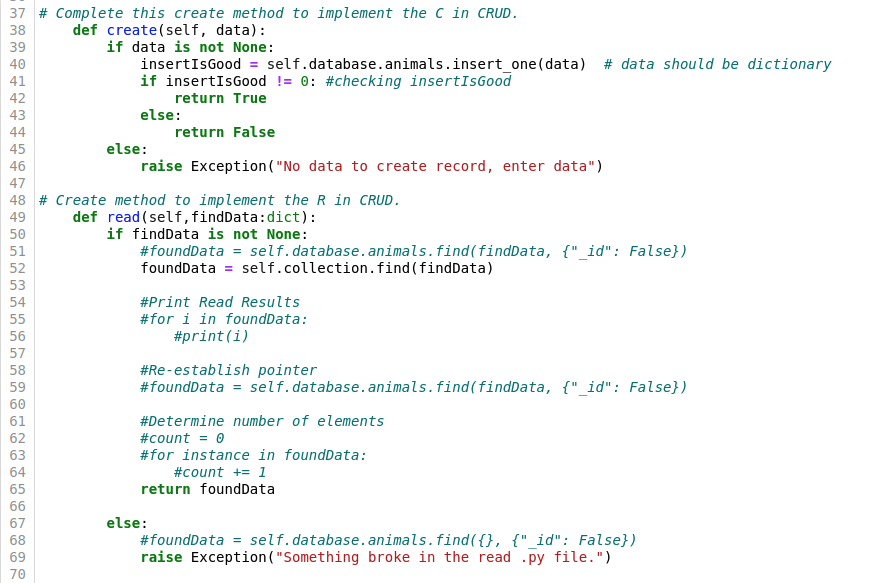 37 # Complete this create method to implement the C in CRUD.
38     def create(self, data):
39         if data is not None:
40             insertIsGood = self.database.animals.insert_one(data)  # data should be dictionary
41             if insertIsGood != 0: #checking insertIsGood
42                 return True
43             else:
44                 return False
45         else:
46             raise Exception("No data to create record, enter data")
47
48 # Create method to implement the R in CRUD.
49     def read(self,findData:dict):
50         if findData is not None:
51             #foundData = self.database.animals.find(findData, {"_id": False})
52             foundData = self.collection.find(findData)
53
54             #Print Read Results
55             #for i in foundData:
56                 #print(i)
57
58             #Re-establish pointer
59             #foundData = self.database.animals.find(findData, {"_id": False})
60
61             #Determine number of elements
62             #count = 0
63             #for instance in foundData:
64                 #count += 1
65             return foundData
66
67         else:
68             #foundData = self.database.animals.find({}, {"_id": False})
69             raise Exception("Something broke in the read .py file.")
70